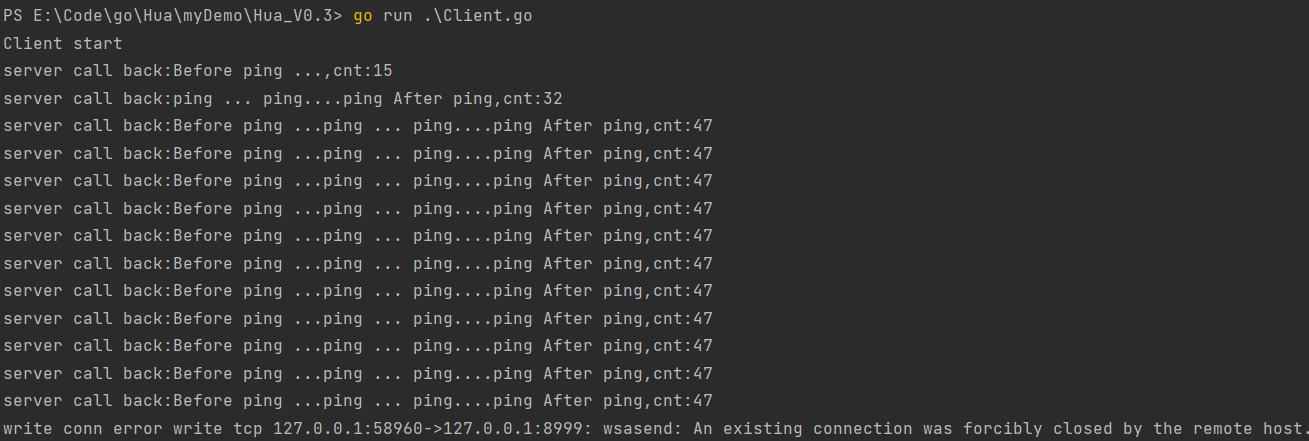 PS E:\Code\go\Hua\myDemo\Hua_V0.3> go run .\Client.go
Client start
server call back:Before ping ...,cnt:15
server call back:ping ... ping....ping After ping,cnt:32
server call back:Before ping ...ping ... ping....ping After ping,cnt:47
server call back:Before ping ...ping ... ping....ping After ping,cnt:47
server call back:Before ping ...ping ... ping....ping After ping,cnt:47
server call back:Before ping ...ping ... ping....ping After ping,cnt:47
server call back:Before ping ...ping ... ping....ping After ping,cnt:47
server call back:Before ping ...ping ... ping....ping After ping,cnt:47
server call back:Before ping ...ping ... ping....ping After ping,cnt:47
server call back:Before ping ...ping ... ping....ping After ping,cnt:47
server call back:Before ping ...ping ... ping....ping After ping,cnt:47
server call back:Before ping ...ping ... ping....ping After ping,cnt:47
server call back:Before ping ...ping ... ping....ping After ping,cnt:47
write conn error write tcp 127.0.0.1:58960->127.0.0.1:8999: wsasend: An existing connection was forcibly closed by the remote host.